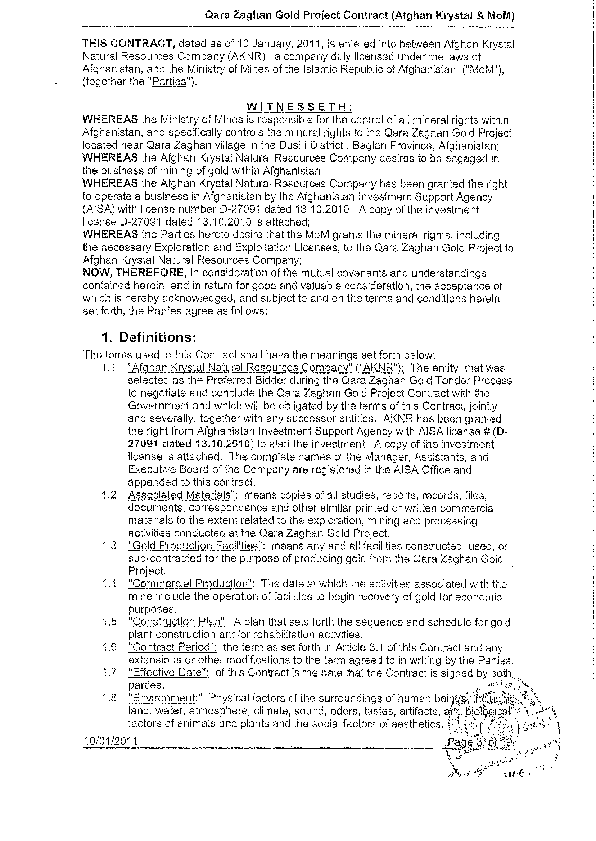 Qara Zaghan Gold Project Contract (Afghan Krystal & MoM)
THIS CONTRACT, dated as of 10 January, 2011, is entered into between Afghan Krystal
Natural Resources Company (AKNR), a company duly licensed under the laws of
Afghanistan, and the Ministry of Mines of the Islamic Republic of Afghanistan, ("MoM"),
(together the "Parties").
W I T N E S S E T H :
WHEREAS the Ministry of Mines is responsible for the control of all mineral rights within
Afghanistan, and specifically controls the mineral rights to the Qara Zaghan Gold Project
located near Qara Zaghan village in the Dushi District, Baglan Province, Afghanistan;
WHEREAS the Afghan Krystal Natural Resources Company desires to be engaged in
the business of mining of gold within Afghanistan
WHEREAS the Afghan Krystal Natural Resources Company has been granted the right
to operate a business in Afghanistan by the Afghanistan Investment Support Agency
(AISA) with license number D-27091 dated 13.10.2010. A copy of the investment
license D-27091 dated 13.10.2010 is attached;
WHEREAS the Parties hereto desire that the MoM grants the mineral rights, including
the necessary Exploration and Exploitation Licenses, to the Qara Zaghan Gold Project to
Afghan Krystal Natural Resources Company;
NOW, THEREFORE, in consideration of the mutual covenants and understandings
contained herein, and in return for good and valuable consideration, the acceptance of
which is hereby acknowledged, and subject to and on the terms and conditions herein
set forth, the Parties agree as follows:
1. Definitions:
The terms used in this Contract shall have the meanings set forth below:
1.1 "Afghan Krystal Natural Resources Company" ("AKNR"): The entity that was
selected as the Preferred Bidder during the Qara Zaghan Gold Tender Process
to negotiate and conclude the Qara Zaghan Gold Project Contract with the
Government and which will be obligated by the terms of this Contract, jointly
and severally, together with any successor entities. AKNR has been granted
the right from Afghanistan Investment Support Agency with AISA license # (D-
27091 dated 13.10.2010) to start the investment. A copy of the investment
license is attached. The complete names of the Manager, Assistants, and
Executive Board of the Company are registered in the AISA Office and
appended to this contract.
1.2 Associated Materials": means copies of all studies, reports, records, files,
documents, correspondence and other similar printed or written commercial
materials to the extent related to the exploration, mining and processing
activities conducted at the Qara Zaghan Gold Project.
1.3 "Gold Production Facilities": means any and all facilities constructed, used, or
sub-contracted for the purpose of producing gold from the Qara Zaghan Gold
Project.
1.4 "Commercial Production": The date at which the activities associated with the
mine include the operation of facilities to begin recovery of gold for economic
purposes.
1.5 "Construction Plan": A plan that sets forth the sequence and schedule for gold
plant construction and/or rehabilitation activities.
1.6 "Contract Period": the term as set forth in Article 3.1 of this Contract and any
extensions or other modifications to the term agreed to in writing by the Parties.
1.7 "Effective Date": of this Contract is the date that the Contract is signed by both
parties.
1.8 "Environment": Physical factors of the surroundings of human beings, including
land, water, atmosphere, climate, sound, odors, tastes, artifacts, and biological
factors of animals and plants and the social factors of aesthetics.
10/01/2011
Page